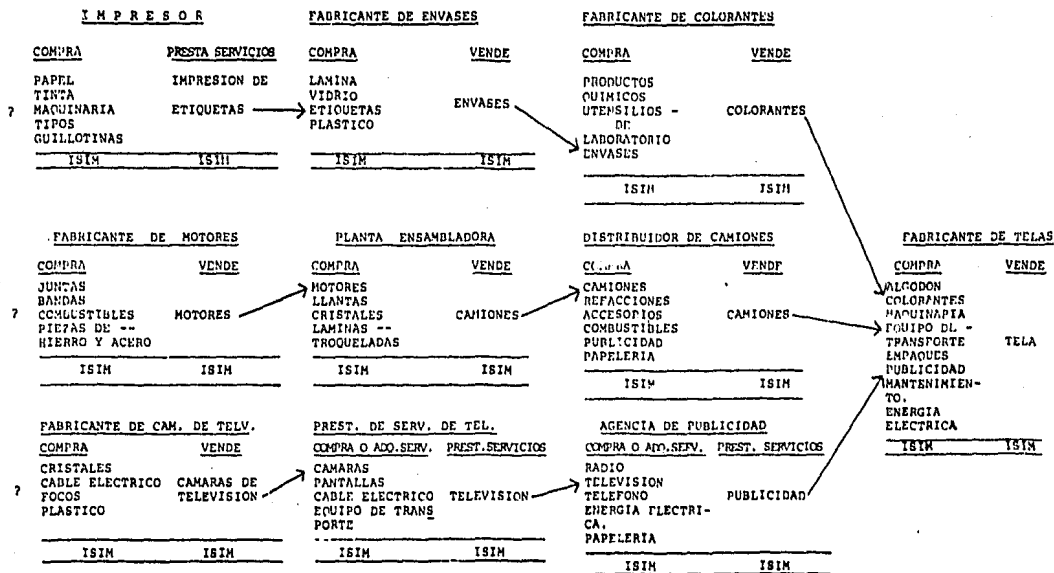 I M P R E S O R
COMPRA PRESTA SERVICIOS
PAPEL IMPRESION DE
TINTA
? MAQUINARIA ETIQUETAS
TIPOS
GUILLOTINAS
ISIM ISIM
FABRICANTE DE ENVASES
COMPRA VENDE
LAMINA
VIDRIO ENVASES
ETIQUETAS
PLASTICO
ISIM ISIM
FABRICANTE DE COLORANTES
COMPRA VENDE
PRODUCTOS
QUIMICOS
UTENSILIOS - COLORANTES
DE
LABORATORIO
ENVASES
ISIM ISIM
FABRICANTE DE MOTORES
COMPRA VENDE
JUNTAS
BANDAS
? COMBUSTIBLES MOTORES
PIEZAS DE --
HIERRO Y ACERO
ISIM ISIM
PLANTA ENSAMBLADORA
COMPRA VENDE
MOTORES
LLANTAS
CRISTALES CAMIONES
LAMINAS --
TROQUELADAS
ISIM ISIM
DISTRIBUIDOR DE CAMIONES
COMPRA VENDE
CAMIONES
REFACCIONES
ACCESORIOS CAMIONES
COMBUSTIBLES
PUBLICIDAD
PAPELERIA
ISIM ISIM
FABRICANTE DE TELAS
COMPRA VENDE
ALGODON
COLORANTES
MAQUINARIA
EQUIPO DE -
TRANSPORTE TELA
EMPAQUES
PUBLICIDAD
MANTENIMIEN-
TO.
ENERGIA
ELECTRICA
ISIM ISIM
FABRICANTE DE CAM. DE TELV.
COMPRA VENDE
CRISTALES
CABLE ELECTRICO CAMARAS DE
? FOCOS TELEVISION
PLASTICO
ISIM ISIM
PREST. DE SERV. DE TEL.
COMPRA O ADQ.SERV. PREST.SERVICIOS
CAMARAS
PANTALLAS
CABLE ELECTRICO TELEVISION
EQUIPO DE TRANS
PORTE
ISIM ISIM
AGENCIA DE PUBLICIDAD
COMPRA O ADQ.SERV. PREST. SERVICIOS
RADIO
TELEVISION
TELEFONO PUBLICIDAD
ENERGIA ELECTRI-
CA.
PAPELERIA
ISIM ISIM